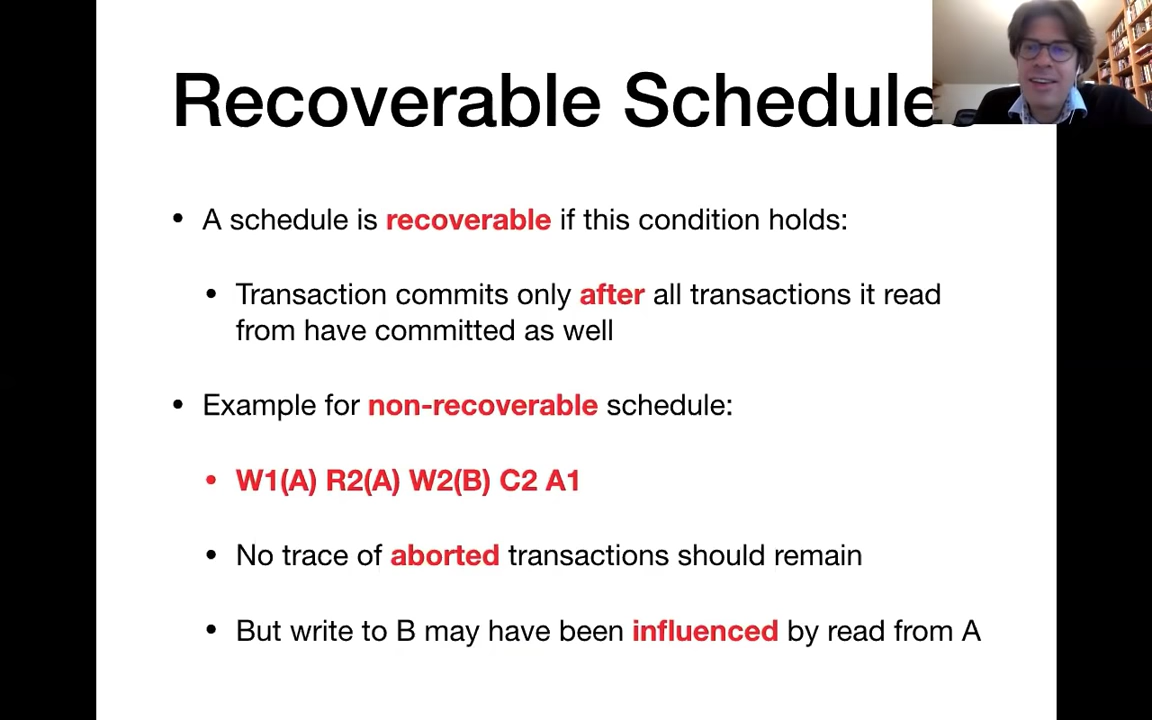 Recoverable Schedules
• A schedule is recoverable if this condition holds:
• Transaction commits only after all transactions it read
from have committed as well
• Example for non-recoverable schedule:
• W1(A) R2(A) W2(B) C2 A1
• No trace of aborted transactions should remain
• But write to B may have been influenced by read from A